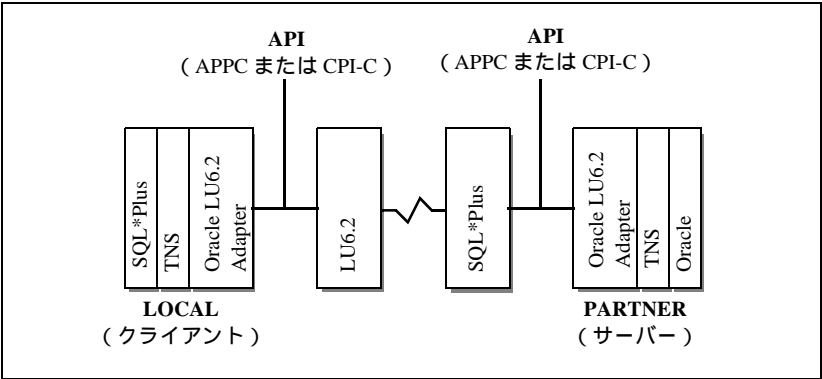 API
( APPC または CPI-C )
API
( APPC または CPI-C )
SQL*Plus
TNS
Oracle LU6.2
Adapter
LU6.2
SQL*Plus
Oracle LU6.2
Adapter
TNS
Oracle
LOCAL
( クライアント )
PARTNER
( サーバー )